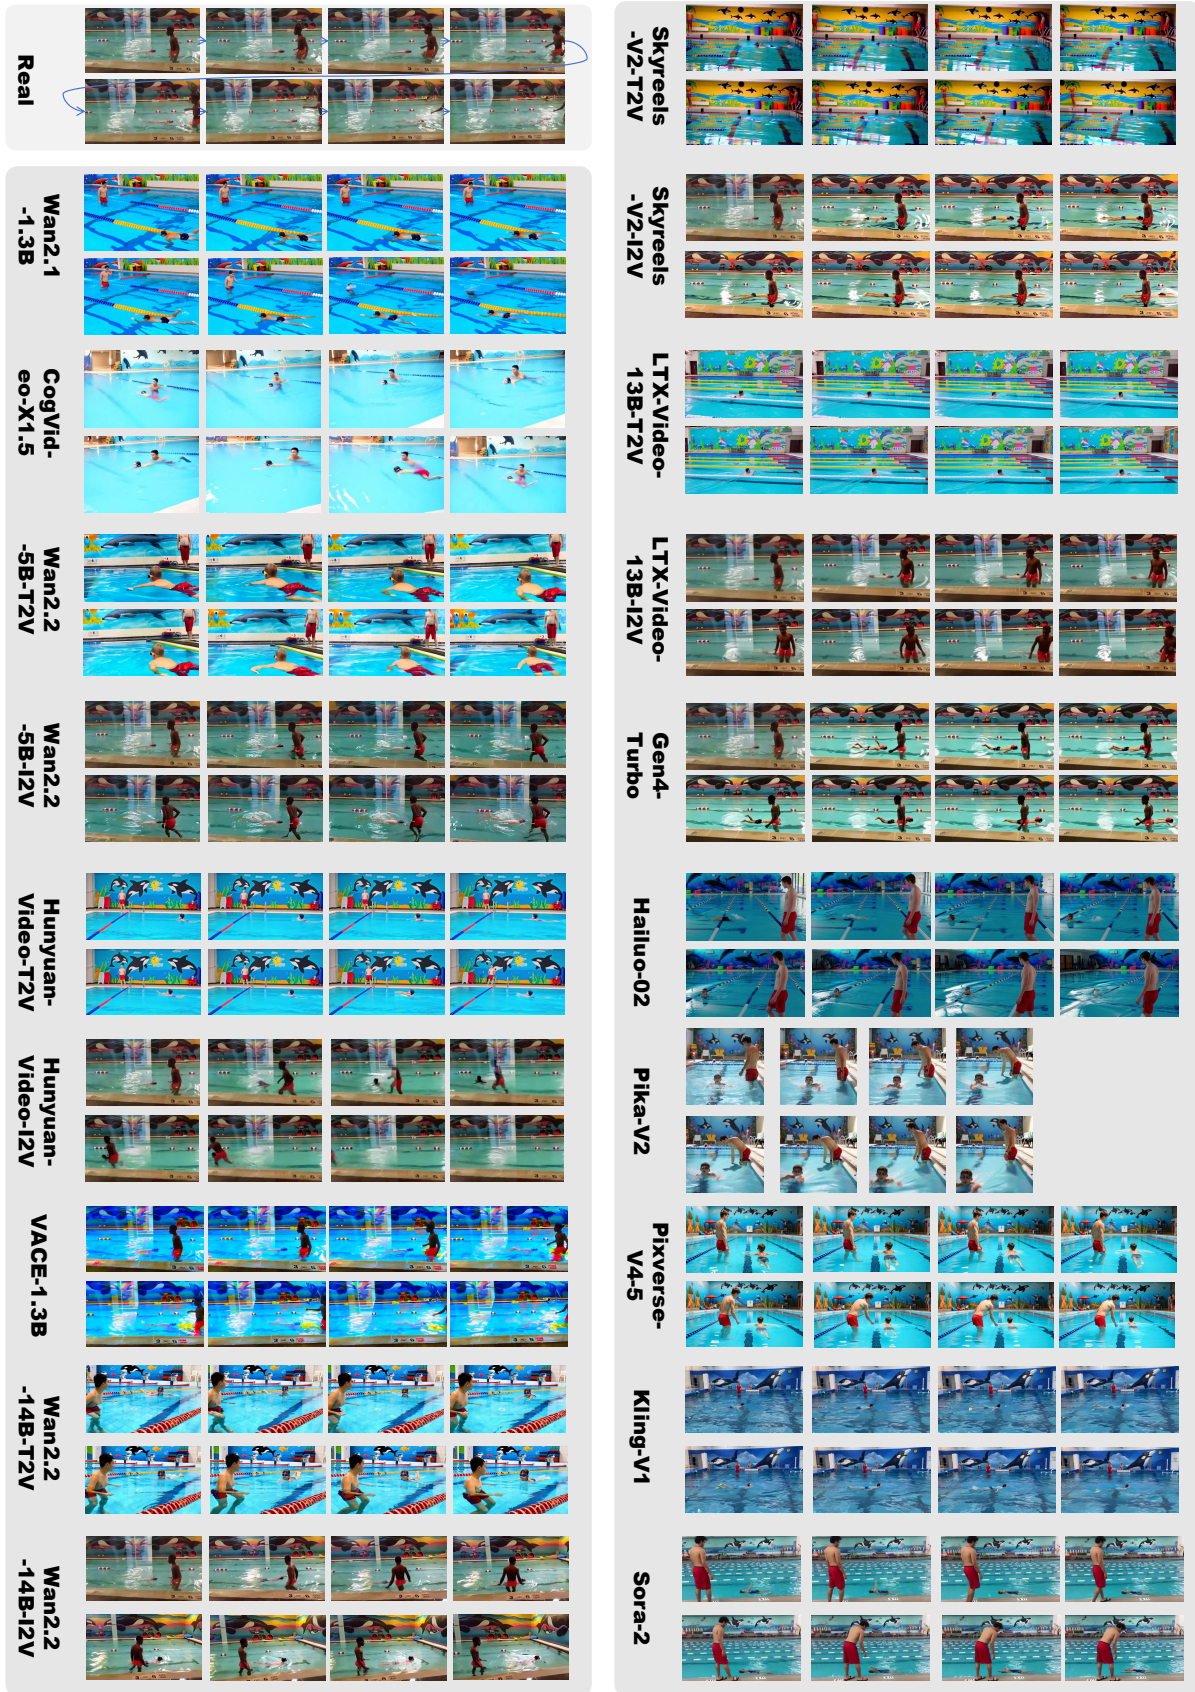 Real
Wan2.1
-1.3B
CogVid-
eo-X1.5
Wan2.2
-5B-T2V
Wan2.2
-5B-I2V
Hunyuan-
Video-T2V
Hunyuan-
Video-I2V
VACE-1.3B
Wan2.2
-14B-T2V
Wan2.2
-14B-I2V
Skyreels
-V2-T2V
Skyreels
-V2-I2V
LTX-Video-
13B-T2V
LTX-Video-
13B-I2V
Gen4-
Turbo
Hailuo-02
Pika-V2
Pixverse-
V4-5
Kling-V1
Sora-2